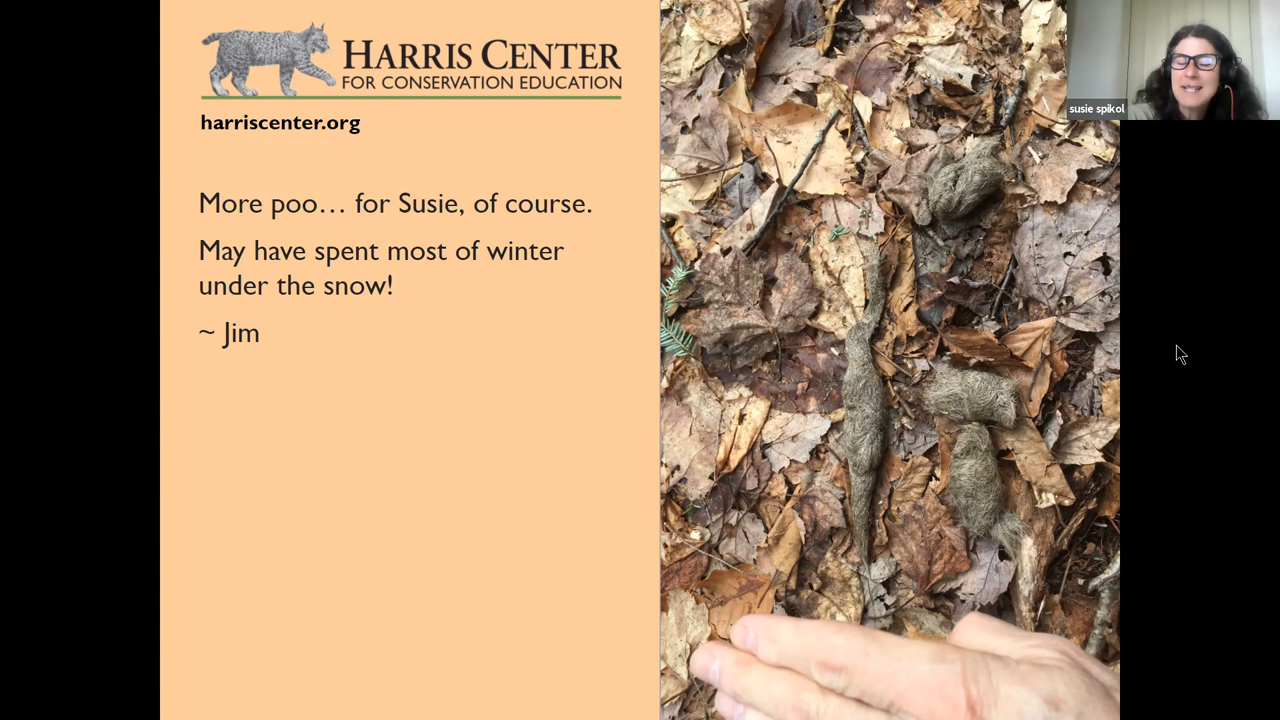 HARRIS CENTER
FOR CONSERVATION EDUCATION
harriscenter.org
susie spikol
More poo… for Susie, of course.
May have spent most of winter
under the snow!
~ Jim